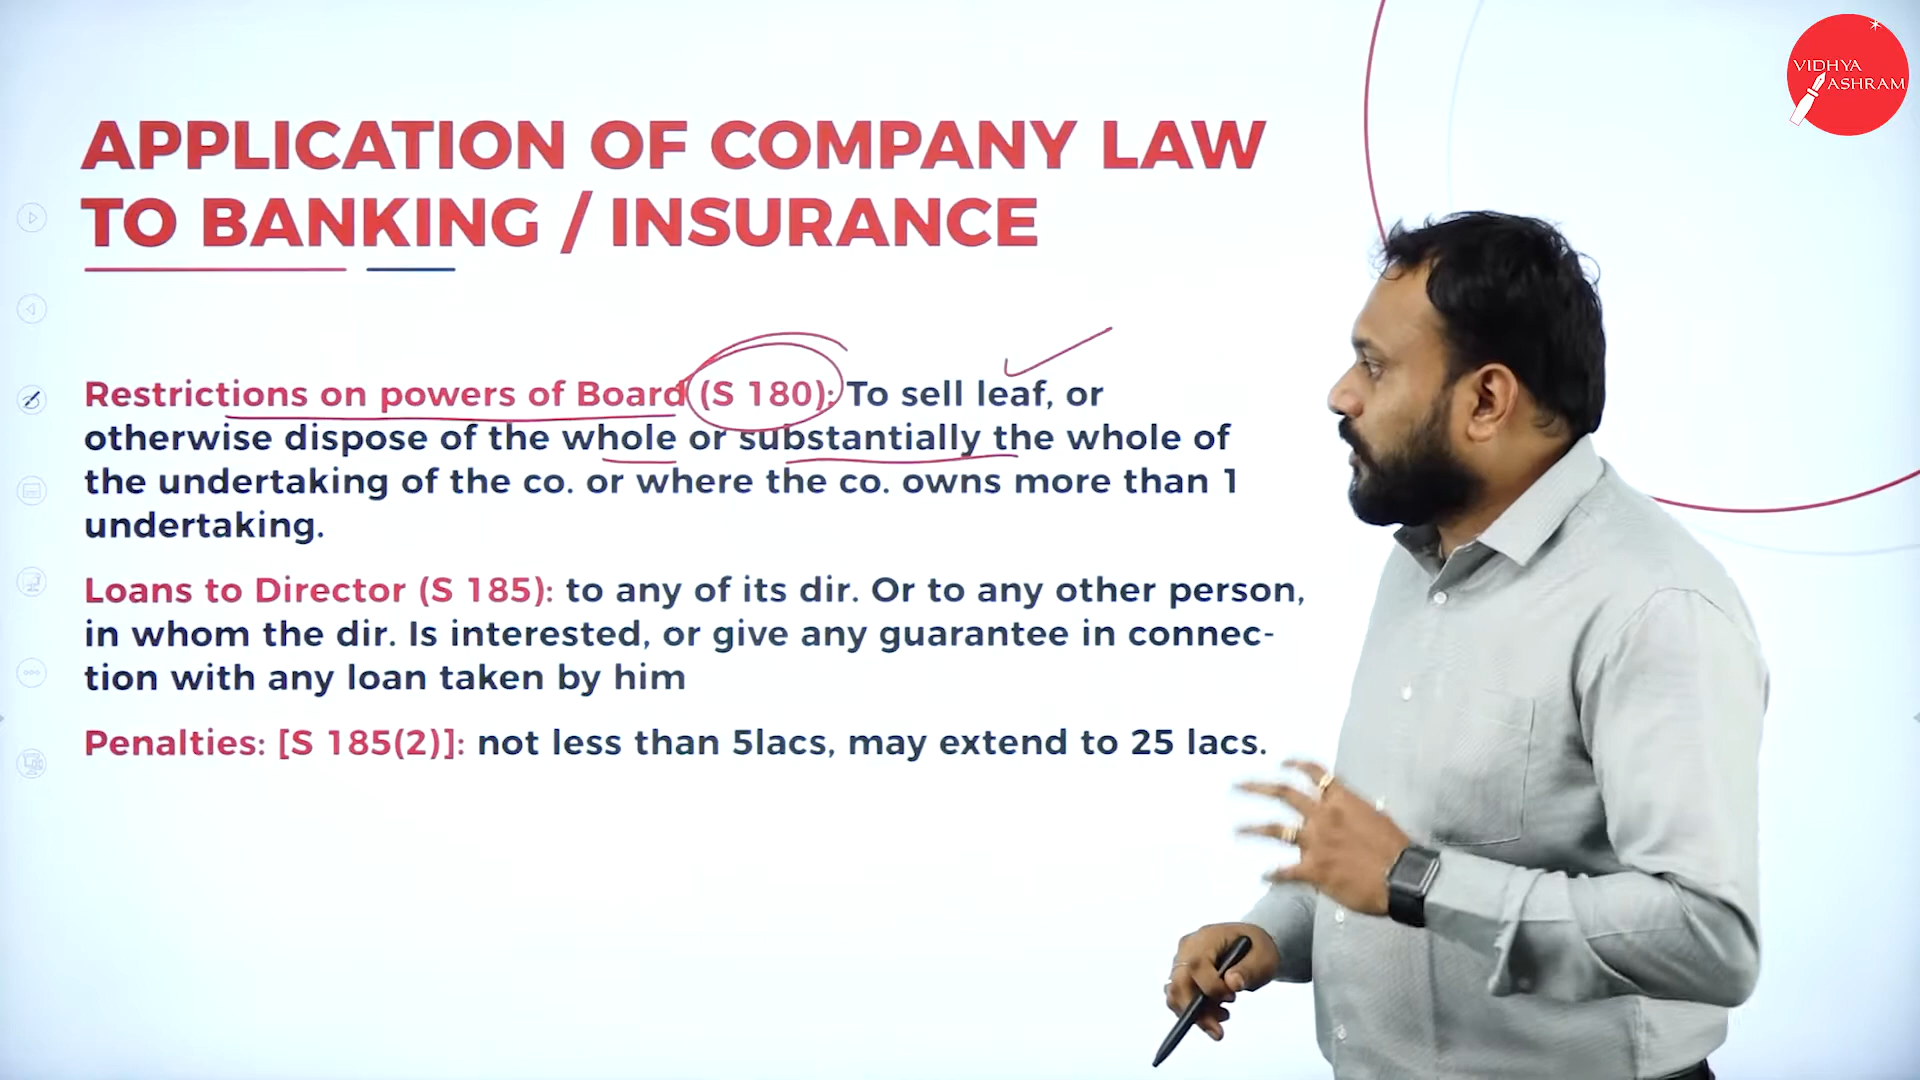 VIDHYA
ASHRAM
APPLICATION OF COMPANY LAW
TO BANKING / INSURANCE
Restrictions on powers of Board (S 180): To sell leaf, or
otherwise dispose of the whole or substantially the whole of
the undertaking of the co. or where the co. owns more than 1
undertaking.
Loans to Director (S 185): to any of its dir. Or to any other person,
in whom the dir. Is interested, or give any guarantee in connec-
tion with any loan taken by him
Penalties: [S 185(2)]: not less than 5lacs, may extend to 25 lacs.